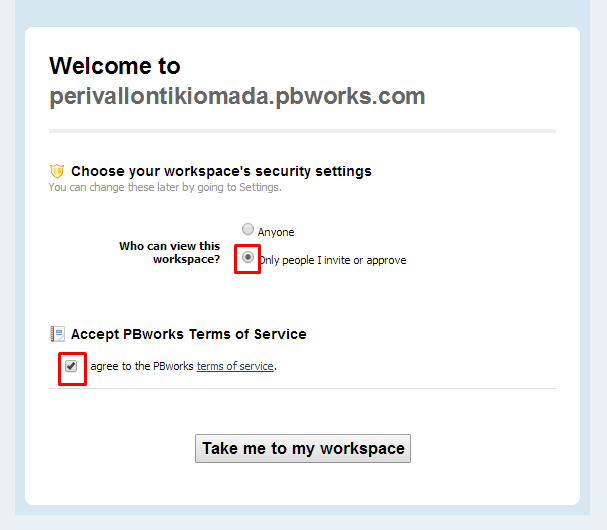 Welcome to
perivallontikiomada.pbworks.com
Choose your workspace's security settings
You can change these later by going to Settings.
Anyone
Who can view this
workspace?
Only people I invite or approve
Accept PBworks Terms of Service
agree to the PBworks terms of service.
Take me to my workspace